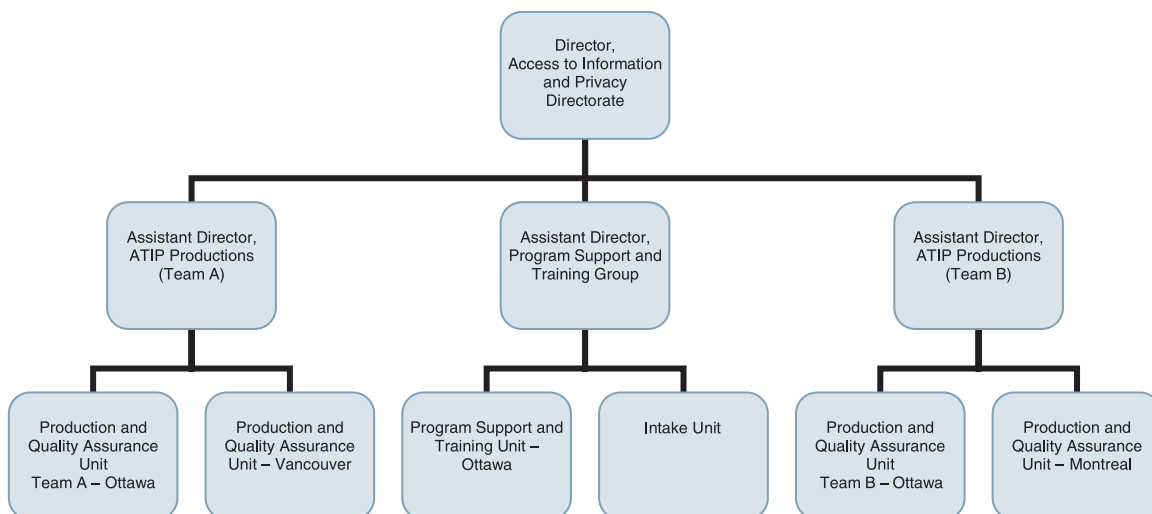 Director,
Access to Information
and Privacy
Directorate
Assistant Director,
ATIP Productions
(Team A)
Assistant Director,
Program Support and
Training Group
Assistant Director,
ATIP Productions
(Team B)
Production and
Quality Assurance
Unit
Team A – Ottawa
Production and
Quality Assurance
Unit – Vancouver
Program Support and
Training Unit –
Ottawa
Intake Unit
Production and
Quality Assurance
Unit
Team B – Ottawa
Production and
Quality Assurance
Unit – Montreal